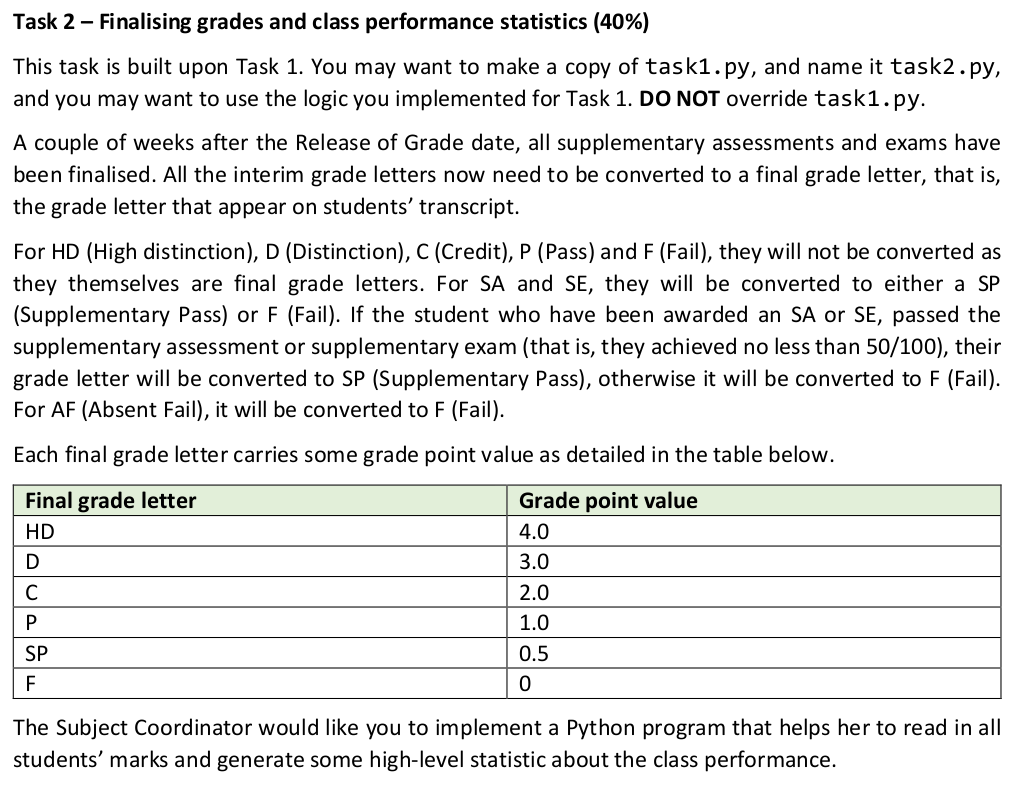 Task 2 – Finalising grades and class performance statistics (40%)
This task is built upon Task 1. You may want to make a copy of task1.py, and name it task2.py,
and you may want to use the logic you implemented for Task 1. DO NOT override task1.py.
A couple of weeks after the Release of Grade date, all supplementary assessments and exams have
been finalised. All the interim grade letters now need to be converted to a final grade letter, that is,
the grade letter that appear on students’ transcript.
For HD (High distinction), D (Distinction), C (Credit), P (Pass) and F (Fail), they will not be converted as
they themselves are final grade letters. For SA and SE, they will be converted to either a SP
(Supplementary Pass) or F (Fail). If the student who have been awarded an SA or SE, passed the
supplementary assessment or supplementary exam (that is, they achieved no less than 50/100), their
grade letter will be converted to SP (Supplementary Pass), otherwise it will be converted to F (Fail).
For AF (Absent Fail), it will be converted to F (Fail).
Each final grade letter carries some grade point value as detailed in the table below.
Final grade letter Grade point value
HD 4.0
D 3.0
C 2.0
P 1.0
SP 0.5
F 0
The Subject Coordinator would like you to implement a Python program that helps her to read in all
students’ marks and generate some high-level statistic about the class performance.